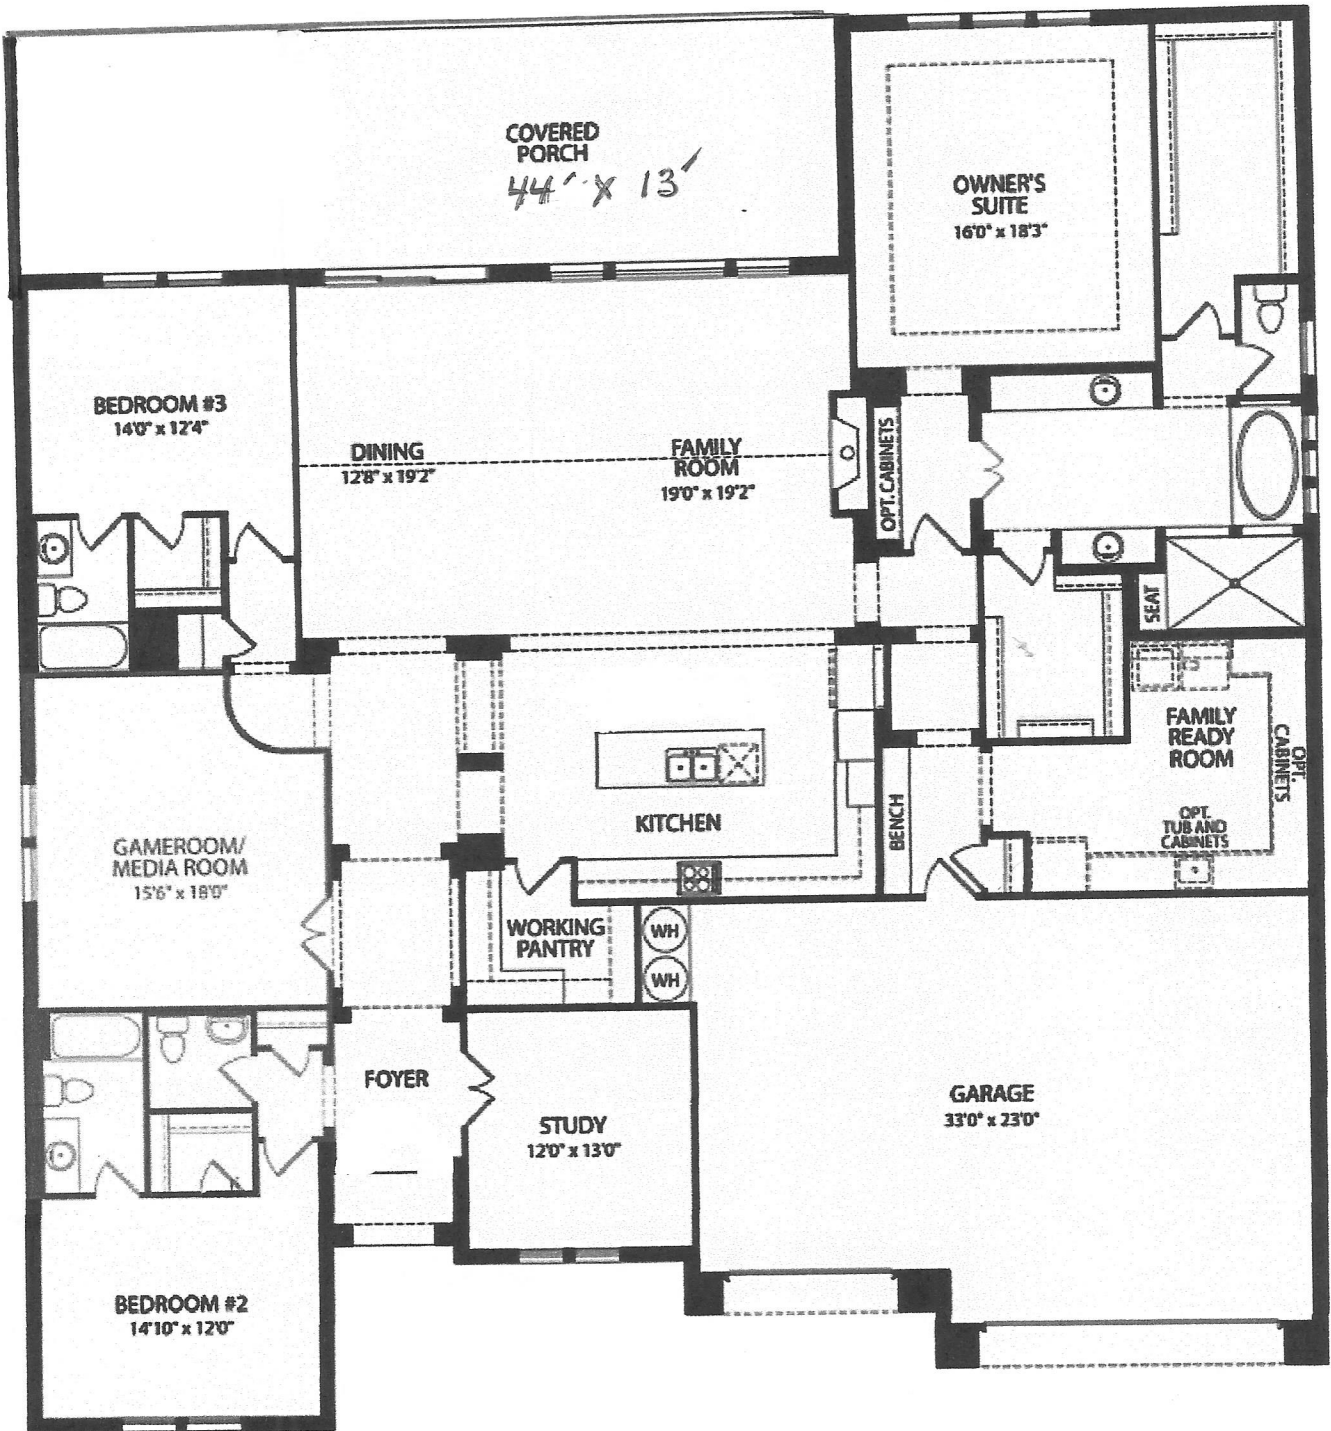 COVERED
PORCH
44' x 13'
OWNER'S
SUITE
16'0" x 18'3"
BEDROOM #3
14'0" x 12'4"
DINING
12'8" x 19'2"
FAMILY
ROOM
19'0" x 19'2"
OPT. CABINETS
SEAT
FAMILY
READY
ROOM
OPT.
CABINETS
OPT.
TUB AND
CABINETS
KITCHEN
BENCH
GAMEROOM/
MEDIA ROOM
15'6" x 18'0"
WORKING
PANTRY
WH
WH
FOYER
STUDY
12'0" x 13'0"
GARAGE
33'0" x 23'0"
BEDROOM #2
14'10" x 12'0"